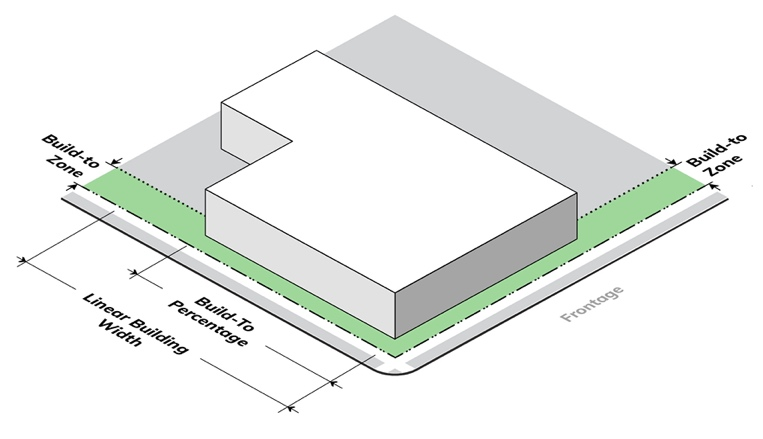 Build-to
Zone
Build-to
Zone
Linear Building
Width
Build-To
Percentage
Frontage